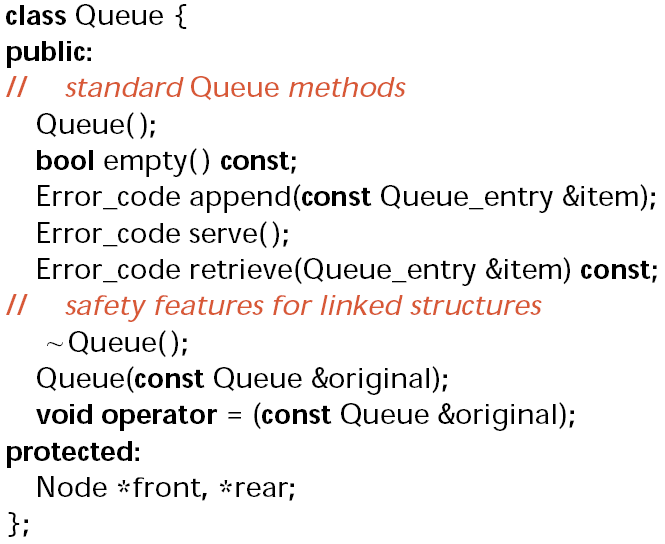 class Queue {
public:
// standard Queue methods
Queue();
bool empty() const;
Error_code append(const Queue_entry &item);
Error_code serve();
Error_code retrieve(Queue_entry &item) const;
// safety features for linked structures
~Queue();
Queue(const Queue &original);
void operator = (const Queue &original);
protected:
Node *front, *rear;
};